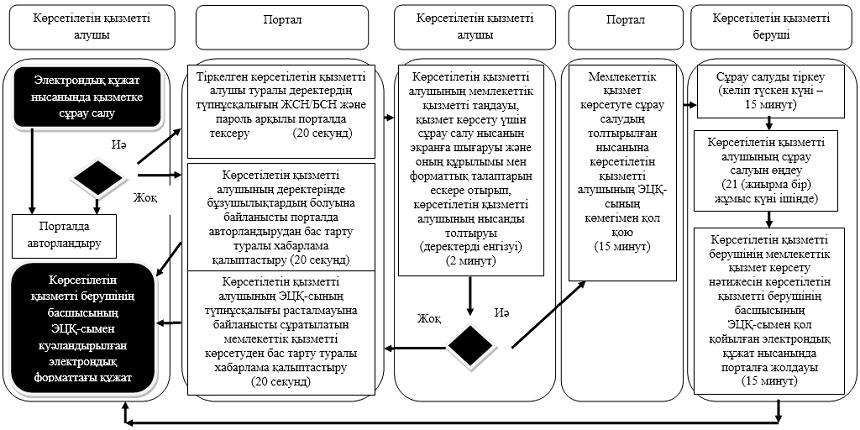 Көрсетілетін қызметті
алушы
Портал
Көрсетілетін қызметті
алушы
Портал
Көрсетілетін қызметті
беруші
Электрондық құжат
нысанында қызметке
сұрау салу
Иә
Жоқ
Порталда
авторландыру
Көрсетілетін
қызметті берушінің
басшысының
ЭЦҚ-сымен
куәландырылған
электрондық
форматтағы құжат
Тіркелген көрсетілетін қызметті
алушы туралы деректердің
түпнұсқалығын ЖСН/БСН және
пароль арқылы порталда
тексеру (20 секунд)
Көрсетілетін қызметті
алушының деректерінде
бұзушылықтардың болуына
байланысты порталда
авторландырудан бас тарту
туралы хабарлама
қалыптастыру (20 секунд)
Көрсетілетін қызметті
алушының ЭЦҚ-сының
түпнұсқалығы расталмауына
байланысты сұратылатын
мемлекеттік қызметті
көрсетуден бас тарту туралы
хабарлама қалыптастыру
(20 секунд)
Көрсетілетін қызметті
алушының мемлекеттік
қызметті таңдауы,
қызмет көрсету үшін
сұрау салу нысанын
экранға шығаруы және
оның құрылымы мен
форматтық талаптарын
ескере отырып,
көрсетілетін қызметті
алушының нысанды
толтыруы
(деректерді енгізуі)
(2 минут)
Жоқ
Иә
Мемлекеттік
қызмет
көрсетуге сұрау
салудың
толтырылған
нысанына
көрсетілетін
қызметті
алушының ЭЦҚ-
сының
көмегімен қол
қою
(15 минут)
Сұрау салуды тіркеу
(келіп түскен күні –
15 минут)
Көрсетілетін қызметті
алушының сұрау
салуын өңдеу
(21 (жиырма бір)
жұмыс күні ішінде)
Көрсетілетін қызметті
берушінің мемлекеттік
қызмет көрсету
нәтижесін көрсетілетін
қызметті берушінің
басшысының
ЭЦҚ-сымен қол
қойылған электрондық
құжат нысанында
порталға жолдауы
(15 минут)